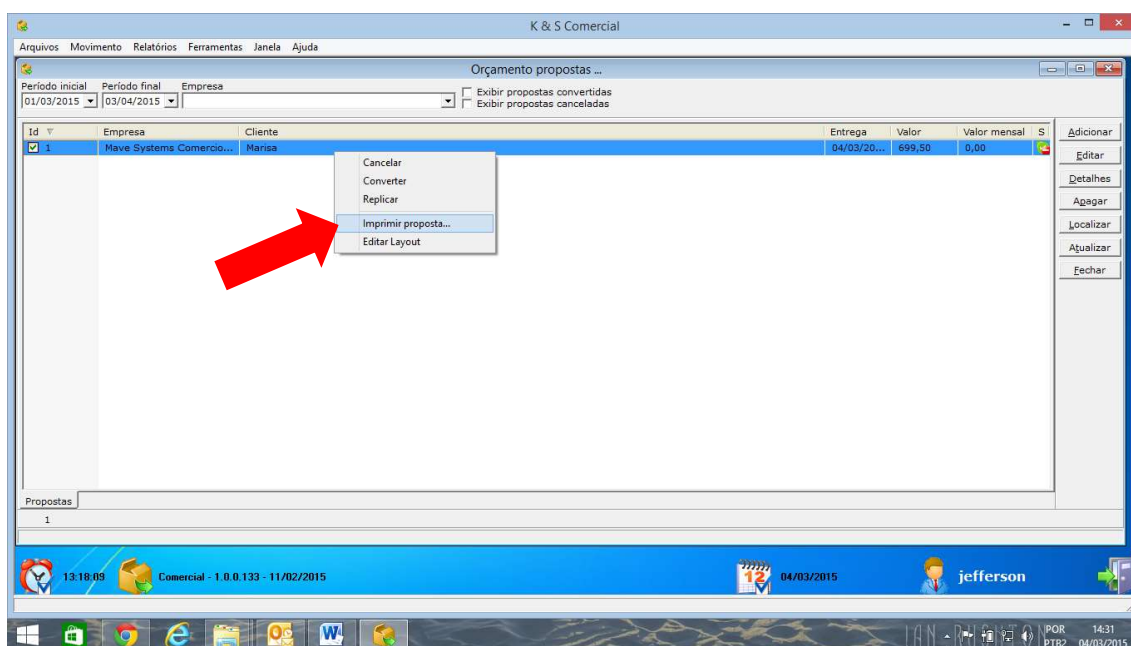 K & S Comercial
Arquivos Movimento Relatórios Ferramentas Janela Ajuda
Orçamento propostas ...
Período inicial Período final Empresa
01/03/2015 03/04/2015
Exibir propostas convertidas
Exibir propostas canceladas
Id Empresa Cliente Entrega Valor Valor mensal S
1 Mave Systems Comercio... Marisa 04/03/20... 699,50 0,00
Cancelar
Converter
Replicar
Imprimir proposta...
Editar Layout
Adicionar
Editar
Detalhes
Apagar
Localizar
Atualizar
Fechar
Propostas
1
13:18:09 Comercial - 1.0.0.133 - 11/02/2015 12 04/03/2015 jefferson
POR 14:31
PTB2 04/03/2015